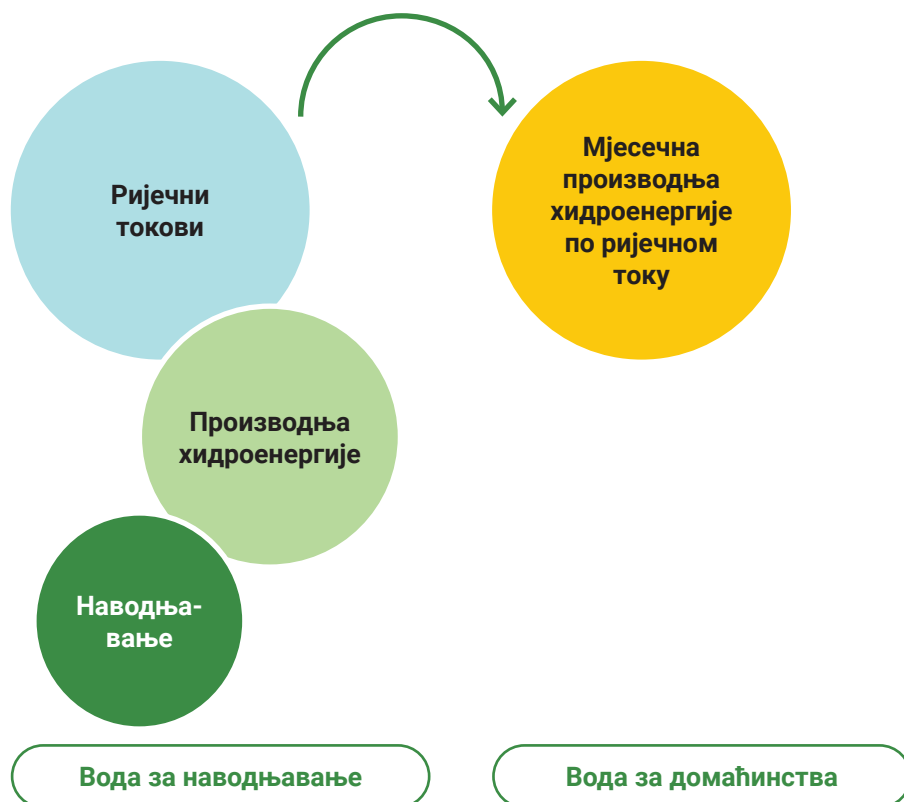 Ријечни
токови
Мјесечна
производња
хидроенергије
по ријечном
току
Производња
хидроенергије
Наводња-
вање
Вода за наводњавање
Вода за домаћинства